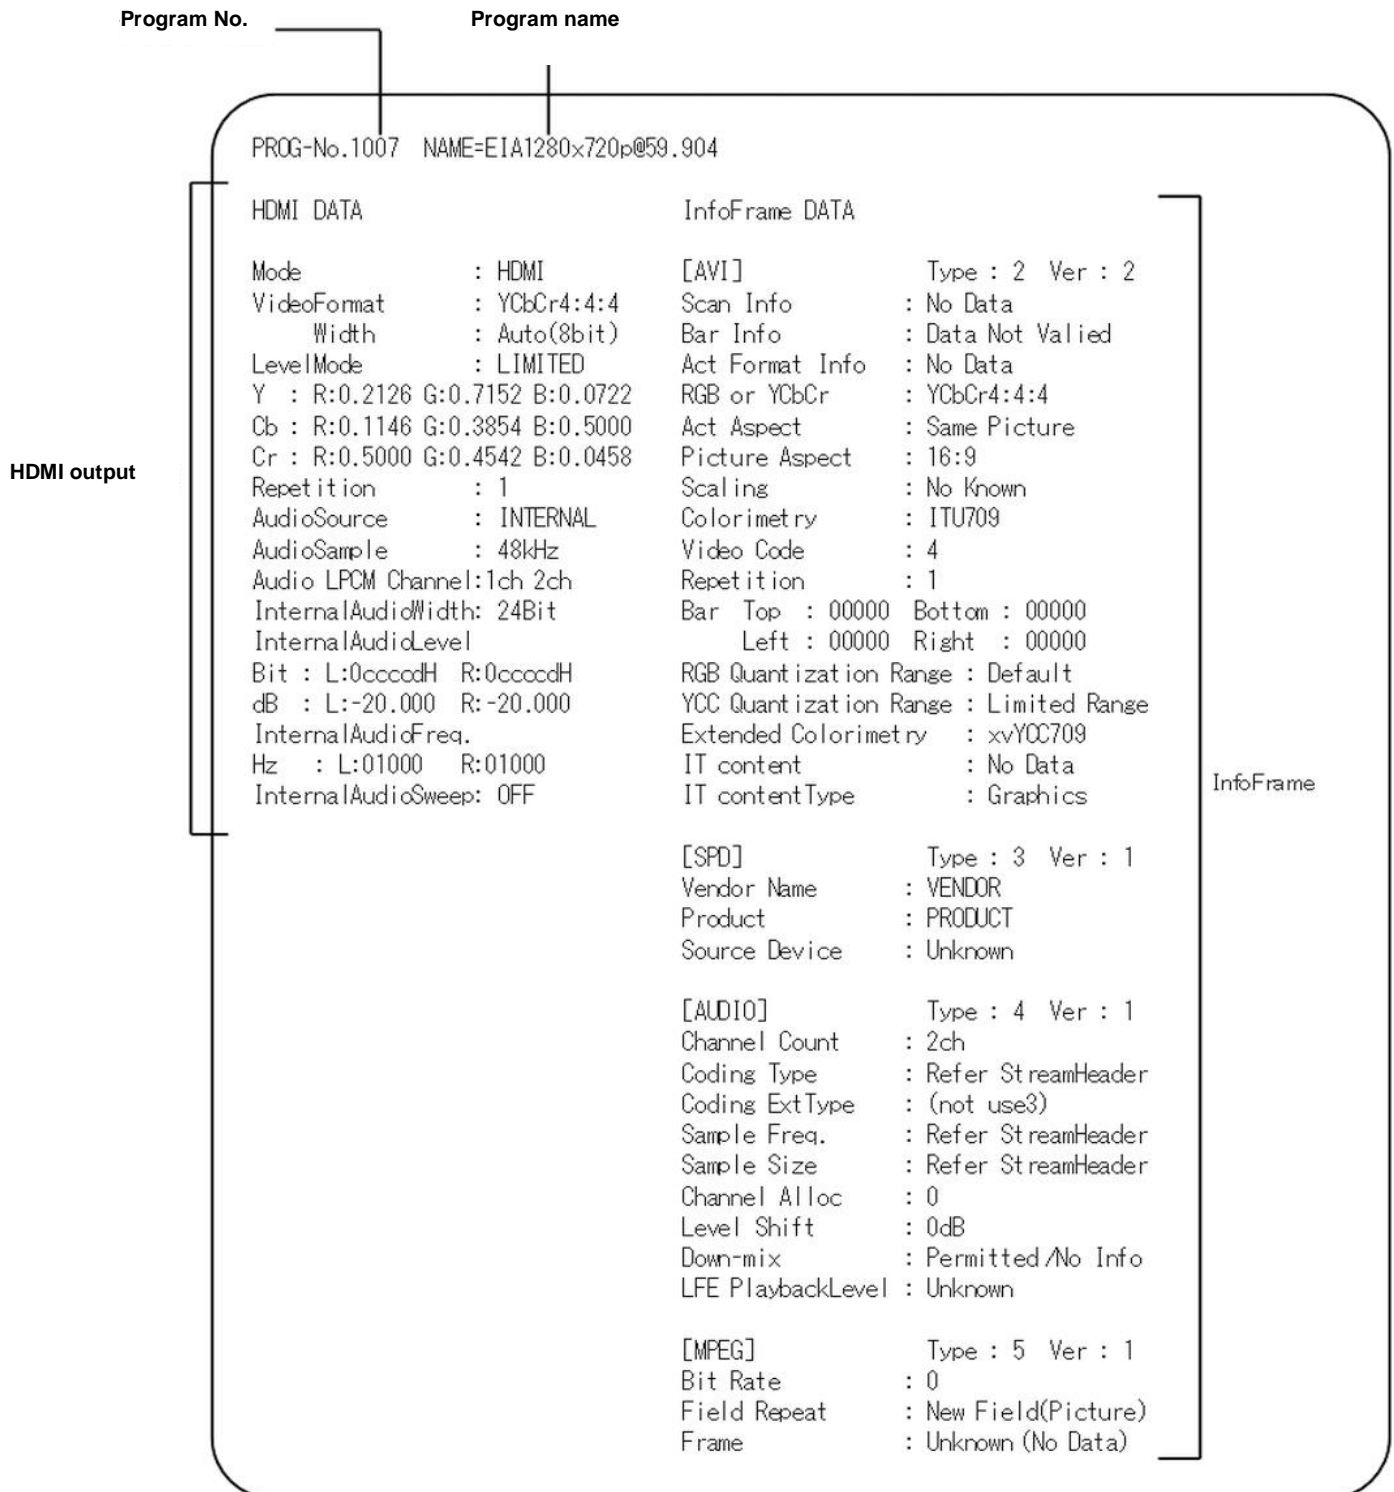 Program No.
Program name
PROG-No.1007 NAME=EIA1280x720p@59.904
HDMI output
HDMI DATA
Mode : HDMI
VideoFormat : YCbCr4:4:4
Width : Auto(8bit)
LevelMode : LIMITED
Y : R:0.2126 G:0.7152 B:0.0722
Cb : R:0.1146 G:0.3854 B:0.5000
Cr : R:0.5000 G:0.4542 B:0.0458
Repetition : 1
AudioSource : INTERNAL
AudioSample : 48kHz
Audio LPCM Channel:1ch 2ch
InternalAudioWidth: 24Bit
InternalAudioLevel
Bit : L:0ccccdH R:0ccccdH
dB : L:-20.000 R:-20.000
InternalAudioFreq.
Hz : L:01000 R:01000
InternalAudioSweep: OFF
InfoFrame DATA
[AVI] Type : 2 Ver : 2
Scan Info : No Data
Bar Info : Data Not Valied
Act Format Info : No Data
RGB or YCbCr : YCbCr4:4:4
Act Aspect : Same Picture
Picture Aspect : 16:9
Scaling : No Known
Colorimetry : ITU709
Video Code : 4
Repetition : 1
Bar Top : 00000 Bottom : 00000
Left : 00000 Right : 00000
RGB Quantization Range : Default
YCC Quantization Range : Limited Range
Extended Colorimetry : xvYCC709
IT content : No Data
IT contentType : Graphics
[SPD] Type : 3 Ver : 1
Vendor Name : VENDOR
Product : PRODUCT
Source Device : Unknown
[AUDIO] Type : 4 Ver : 1
Channel Count : 2ch
Coding Type : Refer StreamHeader
Coding ExtType : (not use3)
Sample Freq. : Refer StreamHeader
Sample Size : Refer StreamHeader
Channel Alloc : 0
Level Shift : 0dB
Down-mix : Permitted/No Info
LFE PlaybackLevel : Unknown
[MPEG] Type : 5 Ver : 1
Bit Rate : 0
Field Repeat : New Field(Picture)
Frame : Unknown (No Data)
InfoFrame